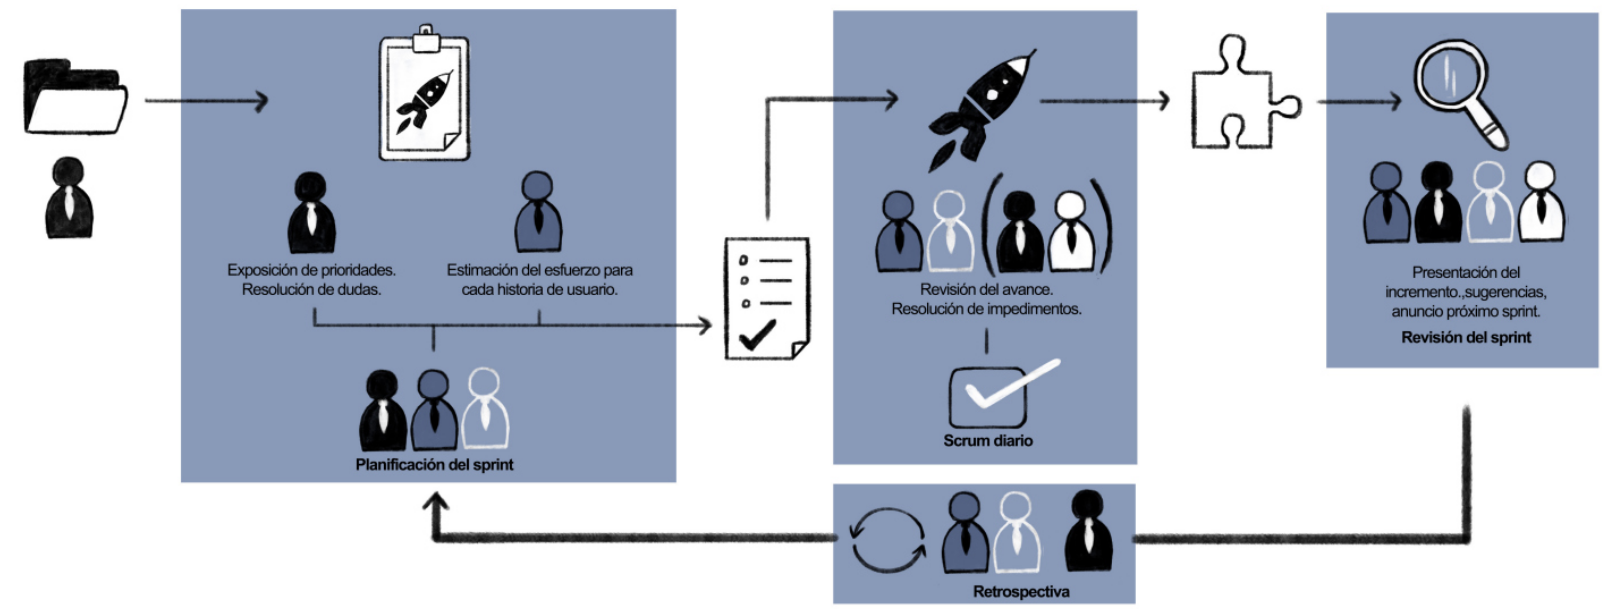 Exposición de prioridades.
Resolución de dudas.
Estimación del esfuerzo para
cada historia de usuario.
Planificación del sprint
Revisión del avance.
Resolución de impedimentos.
Scrum diario
Presentación del
incremento.,sugerencias,
anuncio próximo sprint.
Revisión del sprint
Retrospectiva